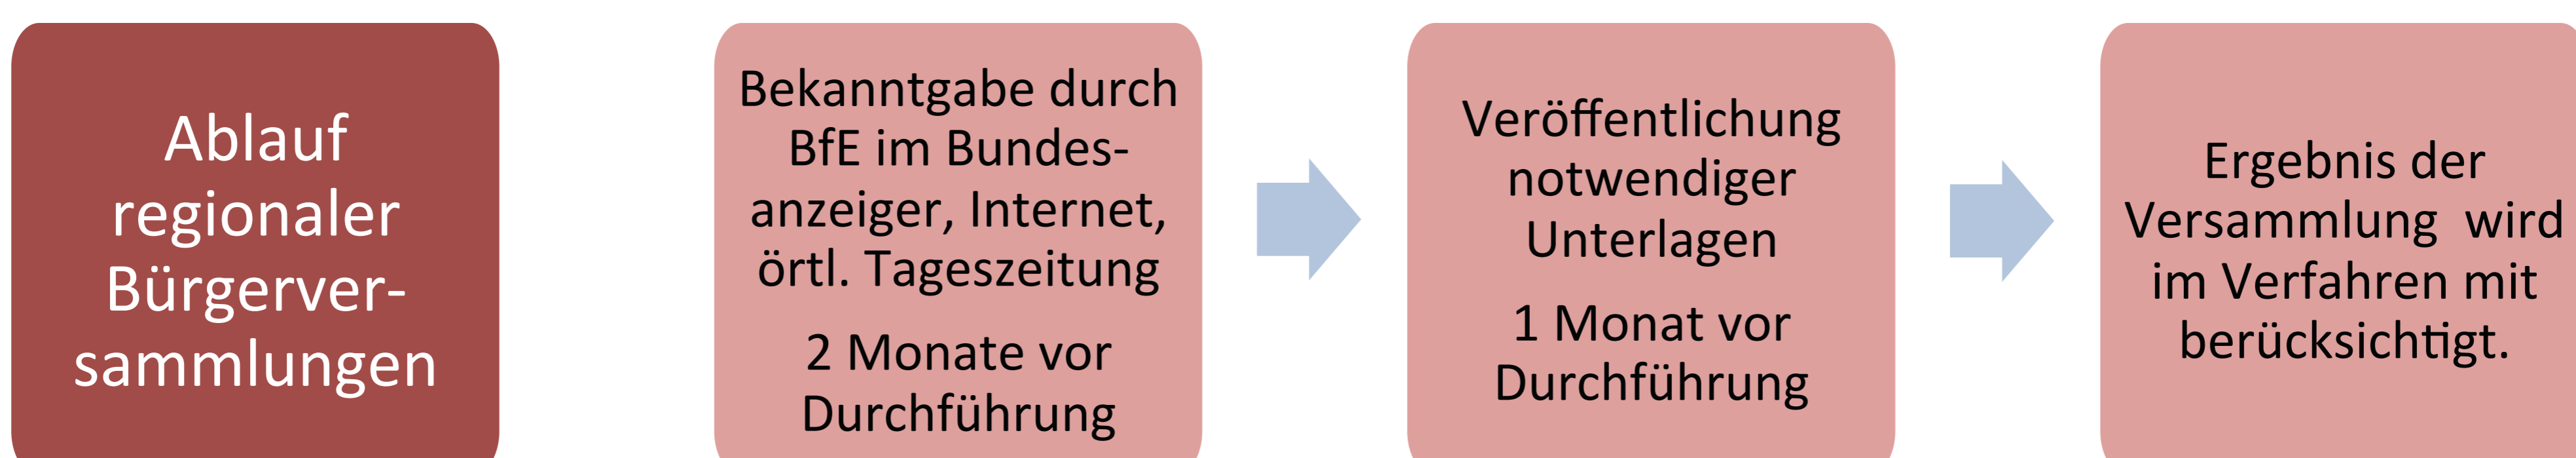 Ablauf
regionaler
Bürgerver-
sammlungen
Bekanntgabe durch
BfE im Bundes-
anzeiger, Internet,
örtl. Tageszeitung
2 Monate vor
Durchführung
Veröffentlichung
notwendiger
Unterlagen
1 Monat vor
Durchführung
Ergebnis der
Versammlung wird
im Verfahren mit
berücksichtigt.